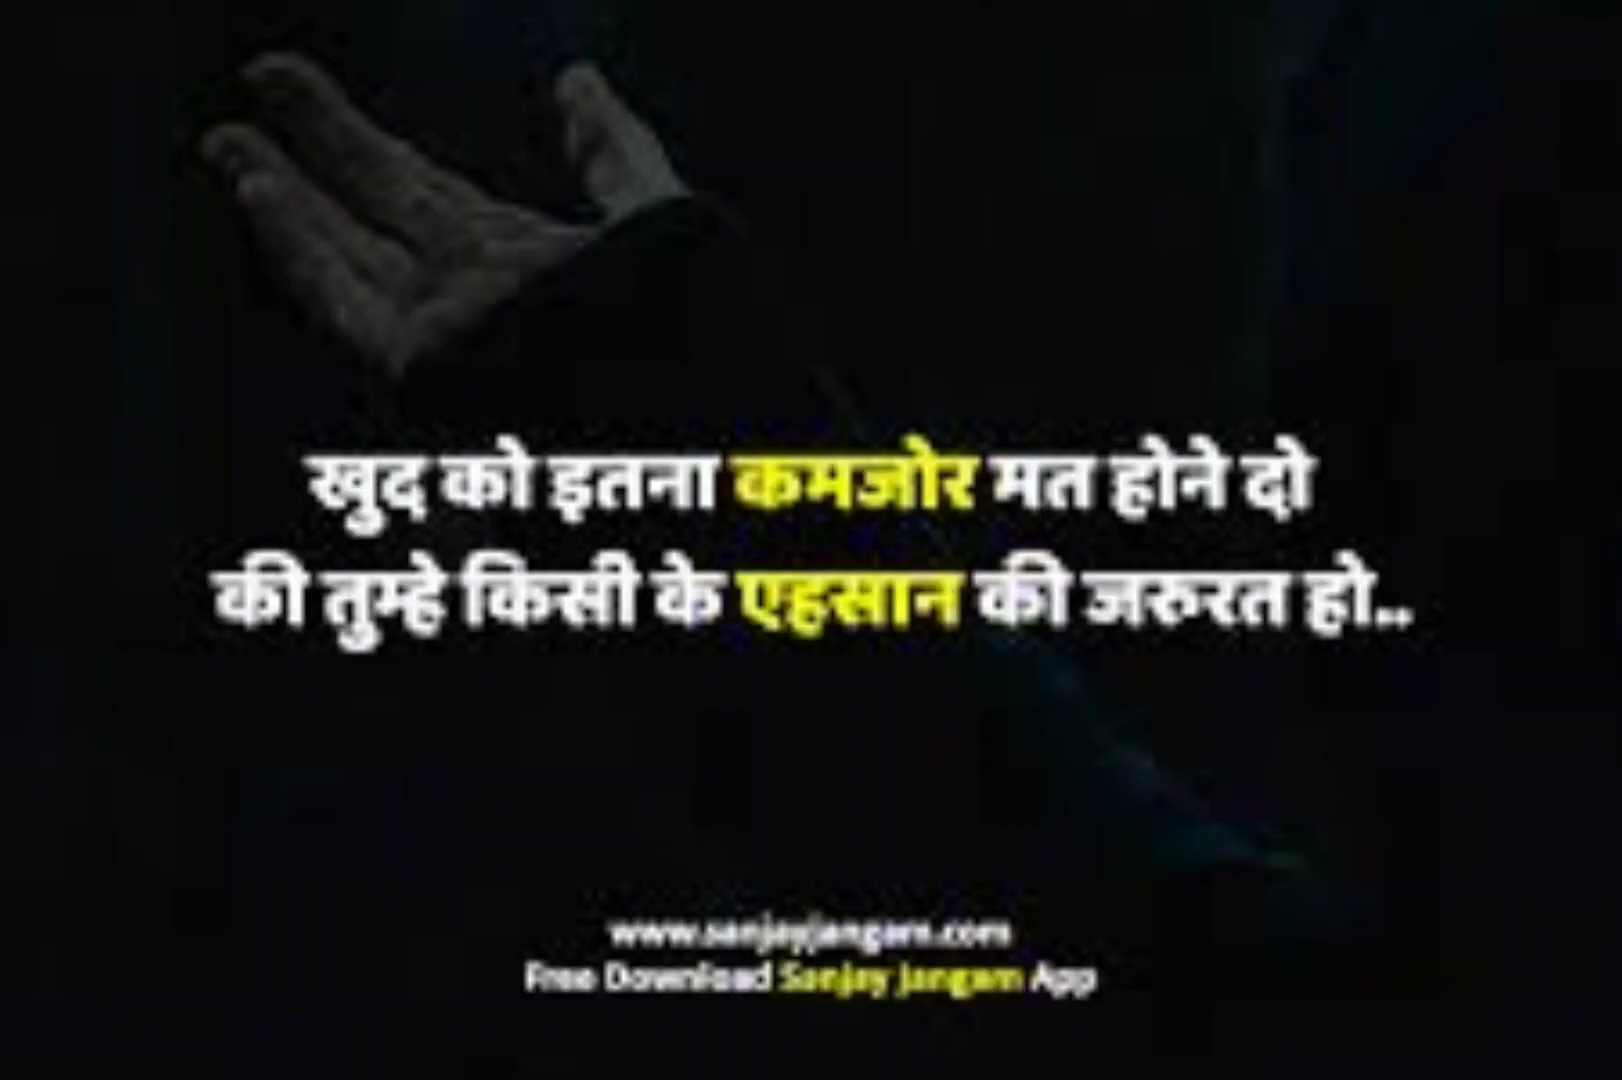 खुद को इतना कमजोर मत होने दो
की तुम्हे किसी के एहसान की जरुरत हो..
www.sanjayjangam.com
Free Download Sanjay Jangam App